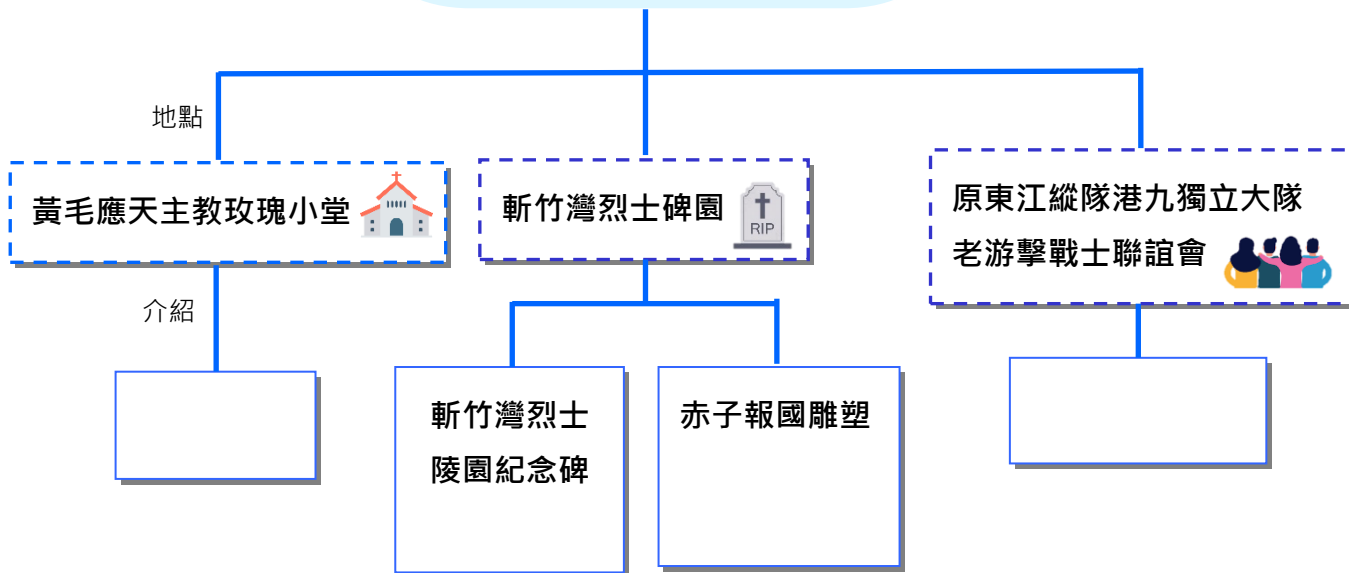 地點
黃毛應天主教玫瑰小堂
斬竹灣烈士碑園
RIP
原東江縱隊港九獨立大隊
老游擊戰士聯誼會
介紹
斬竹灣烈士
陵園紀念碑
赤子報國雕塑